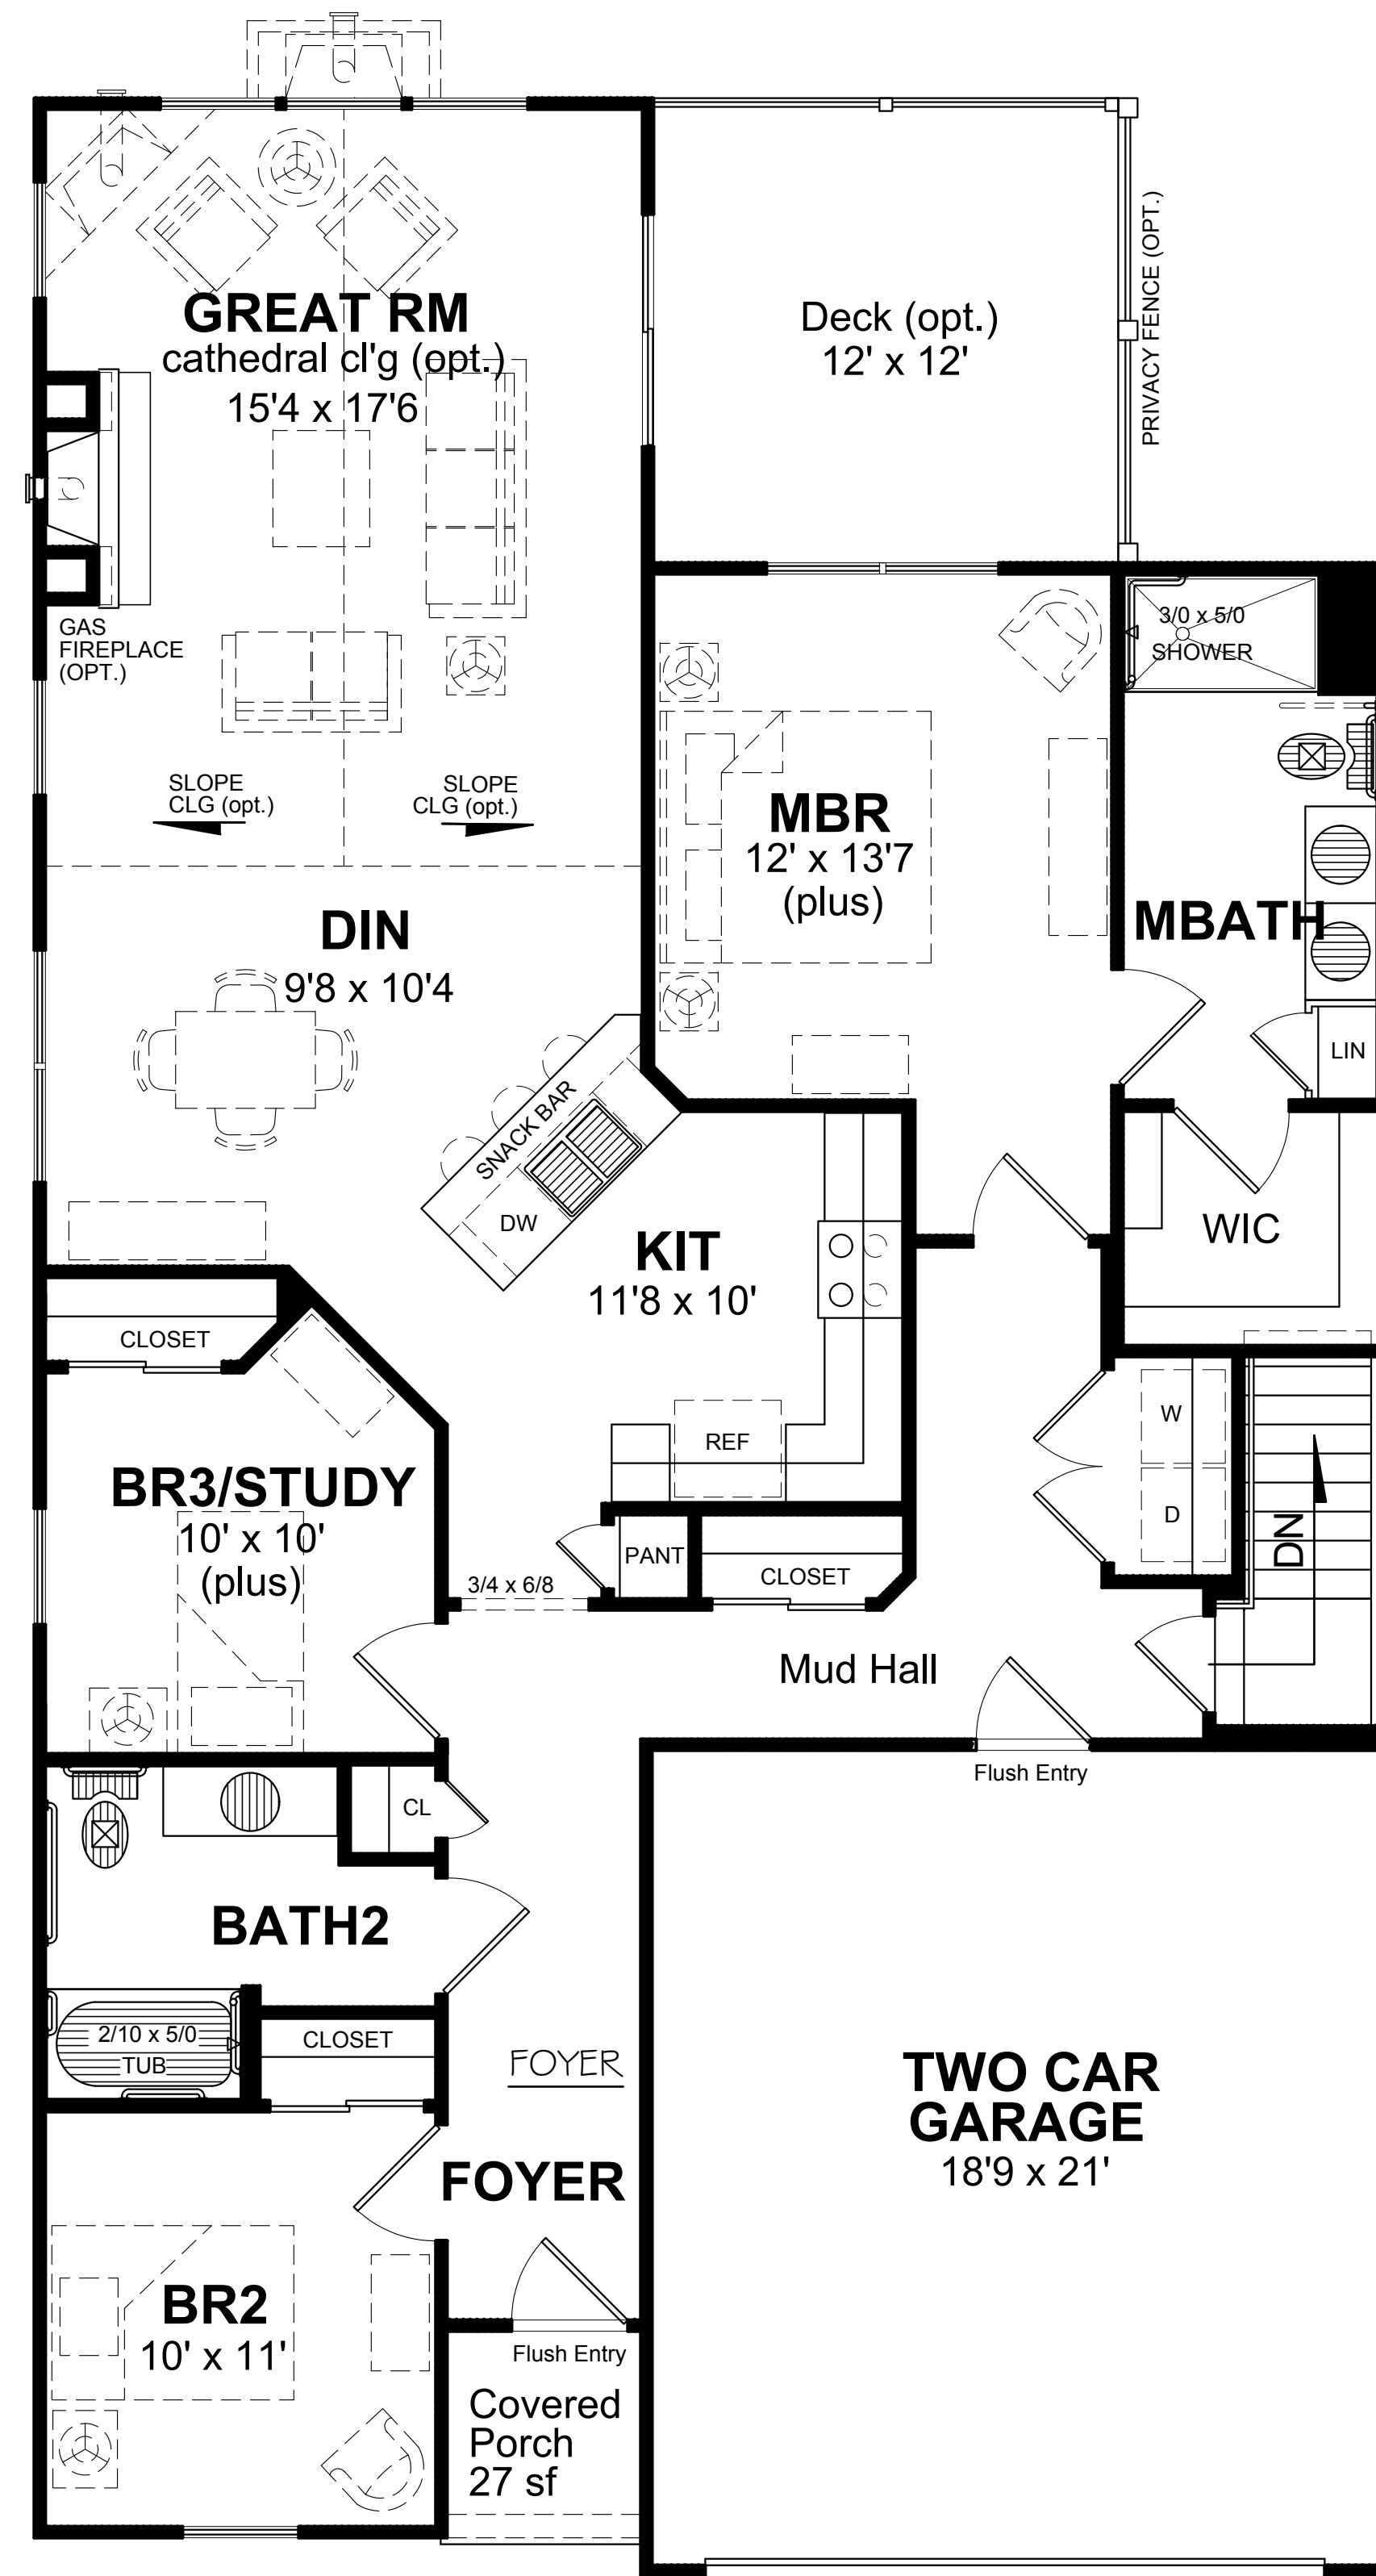 GREAT RM
cathedral cl'g (opt.)
15'4 x 17'6
Deck (opt.)
12' x 12'
PRIVACY FENCE (OPT.)
GAS
FIREPLACE
(OPT.)
3/0 x 5/0
SHOWER
SLOPE
CLG (opt.)
SLOPE
CLG (opt.)
MBR
12' x 13'7
(plus)
MBATH
DIN
9'8 x 10'4
LIN
SNACK BAR
DW
WIC
KIT
11'8 x 10'
CLOSET
REF
W
D
DN
BR3/STUDY
10' x 10'
(plus)
PANT
CLOSET
3/4 x 6/8
Mud Hall
Flush Entry
CL
BATH2
2/10 x 5/0
TUB
CLOSET
FOYER
TWO CAR
GARAGE
18'9 x 21'
FOYER
BR2
10' x 11'
Flush Entry
Covered
Porch
27 sf